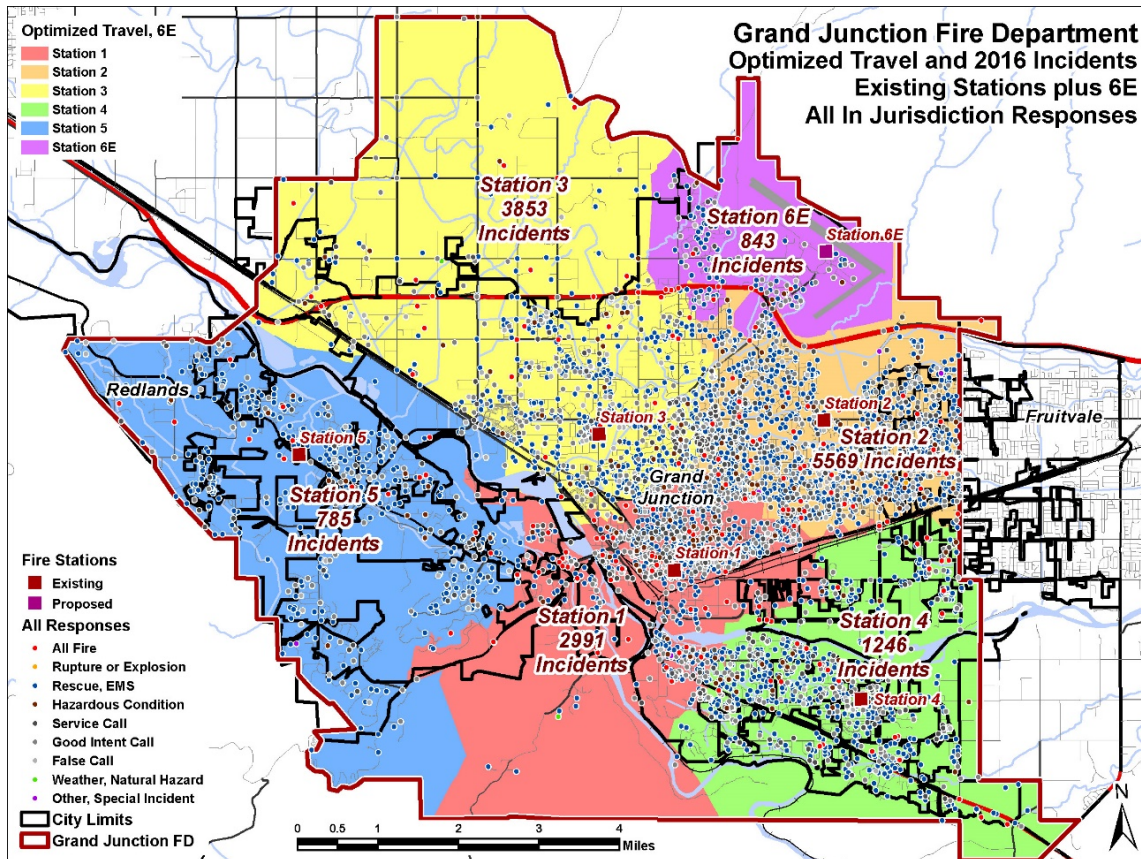 Optimized Travel, 6E
Station 1
Station 2
Station 3
Station 4
Station 5
Station 6E
Grand Junction Fire Department
Optimized Travel and 2016 Incidents
Existing Stations plus 6E
All In Jurisdiction Responses
Station 3
3853
Incidents
Station 6E
843
Incidents
Station 6E
Redlands
Station 5
Station 5
785
Incidents
Station 3
Station 2
Station 2
5569 Incidents
Fruitvale
Grand
Junction
Station 1
Station 1
2991
Incidents
Station 4
1246
Incidents
Station 4
Fire Stations
Existing
Proposed
All Responses
All Fire
Rupture or Explosion
Rescue, EMS
Hazardous Condition
Service Call
Good Intent Call
False Call
Weather, Natural Hazard
Other, Special Incident
City Limits
Grand Junction FD
0 0.5 1 2 3 4
Miles
N